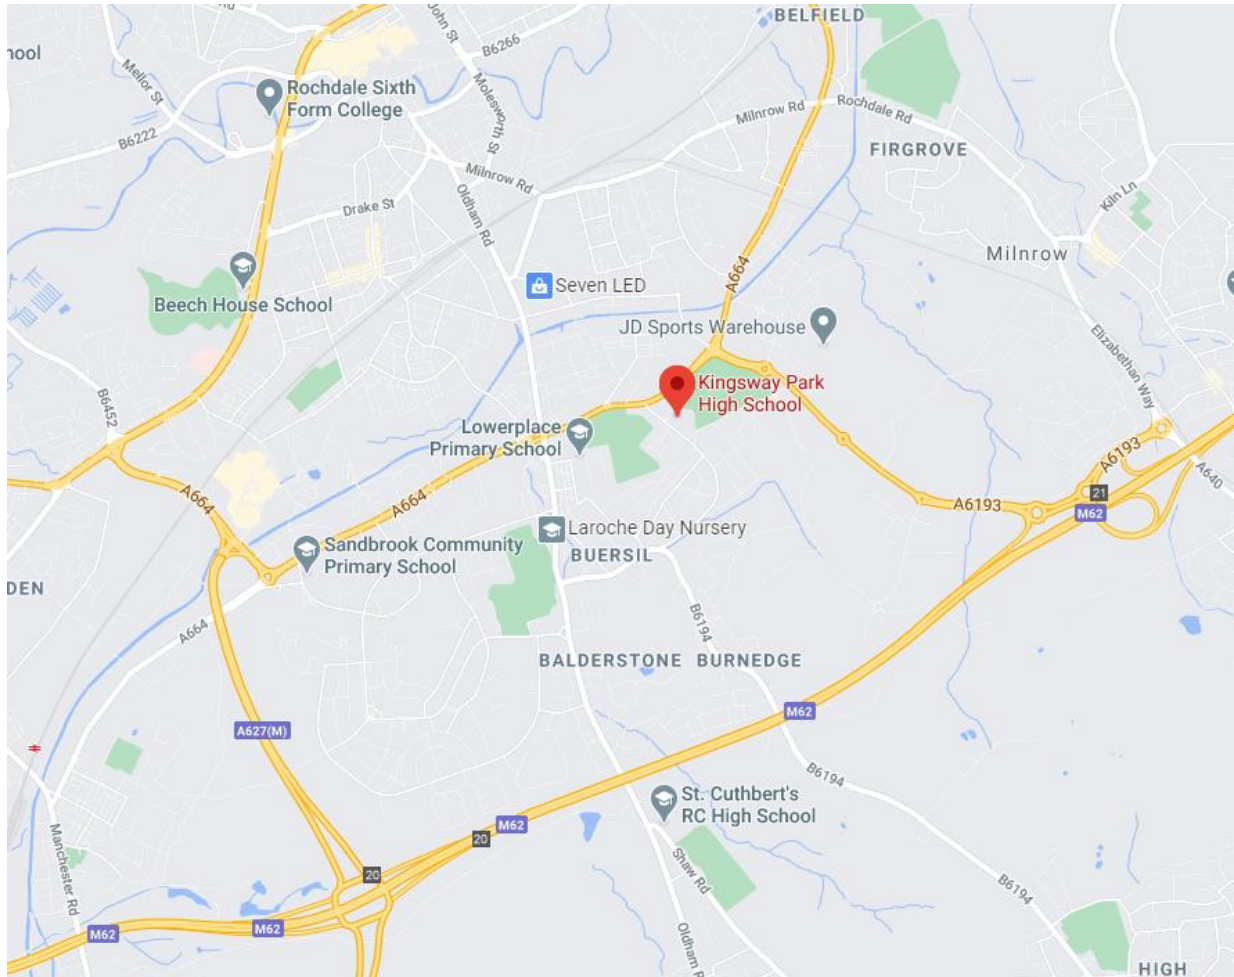 BELFIELD
hool
John St
B6266
Mellor St
Rochdale Sixth
Form College
Molesworth St
B6222
Milnrow Rd
Rochdale Rd
FIRGROVE
Milnrow Rd
Oldham Rd
Drake St
Kiln Ln
Milnrow
Beech House School
Seven LED
A664
JD Sports Warehouse
Elizabethan Way
Kingsway Park
High School
B6452
Lowerplace
Primary School
A664
A664
A6193
A6193
A640
21
M62
Laroche Day Nursery
BUERSIL
Sandbrook Community
Primary School
DEN
A664
B6194
BALDERSTONE
BURNEDGE
M62
A627(M)
B6194
St. Cuthbert's
RC High School
M62
20
20
Manchester Rd
Shaw Rd
B6194
M62
M62
Oldham R
HIGH